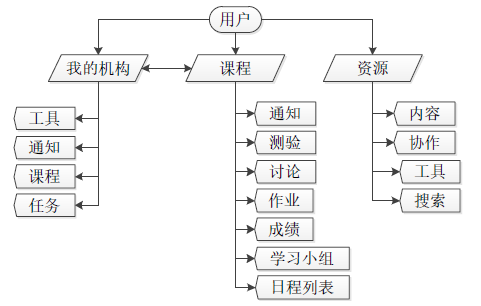 用户
我的机构
课程
资源
工具
通知
课程
任务
通知
测验
讨论
作业
成绩
学习小组
日程列表
内容
协作
工具
搜索